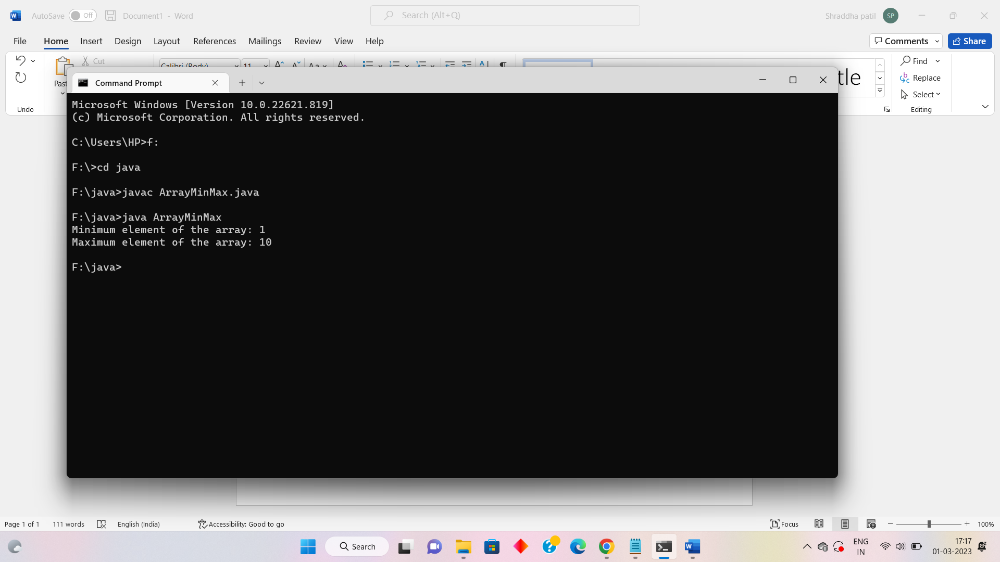 AutoSave Off Document1 - Word Search (Alt+Q) Shraddha patil SP
File Home Insert Design Layout References Mailings Review View Help Comments Share
Cut Find
Calibri (Body) 11 Aa
Replace
Select
Undo Editing
Command Prompt
Microsoft Windows [Version 10.0.22621.819]
(c) Microsoft Corporation. All rights reserved.
C:\Users\HP>f:
F:\>cd java
F:\java>javac ArrayMinMax.java
F:\java>java ArrayMinMax
Minimum element of the array: 1
Maximum element of the array: 10
F:\java>
Page 1 of 1 111 words English (India) Accessibility: Good to go Focus 100%
Search ENG 17:17
IN 01-03-2023